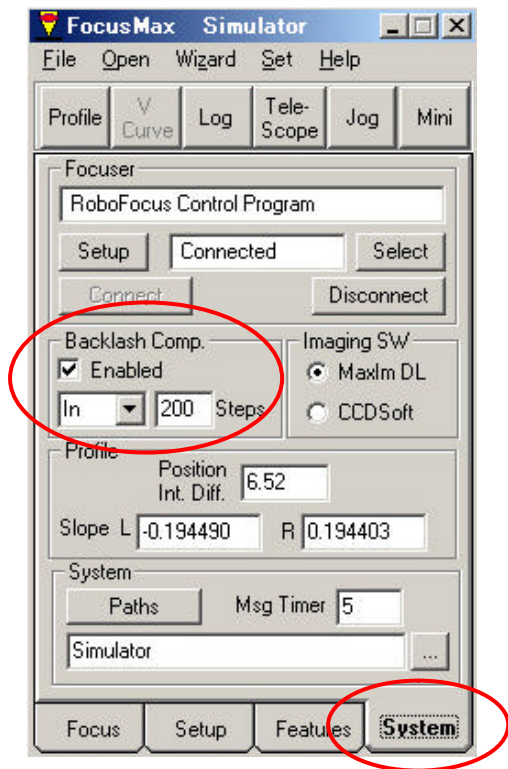 FocusMax Simulator
File Open Wizard Set Help
Profile V Curve Log Tele-Scope Jog Mini
Focuser
RoboFocus Control Program
Setup Connected Select
Connect Disconnect
Backlash Comp. Imaging SW
Enabled MaxIm DL
In 200 Steps CCDSoft
Profile
Position Int. Diff. 6.52
Slope L -0.194490 R 0.194403
System
Paths Msg Timer 5
Simulator ...
Focus Setup Features System